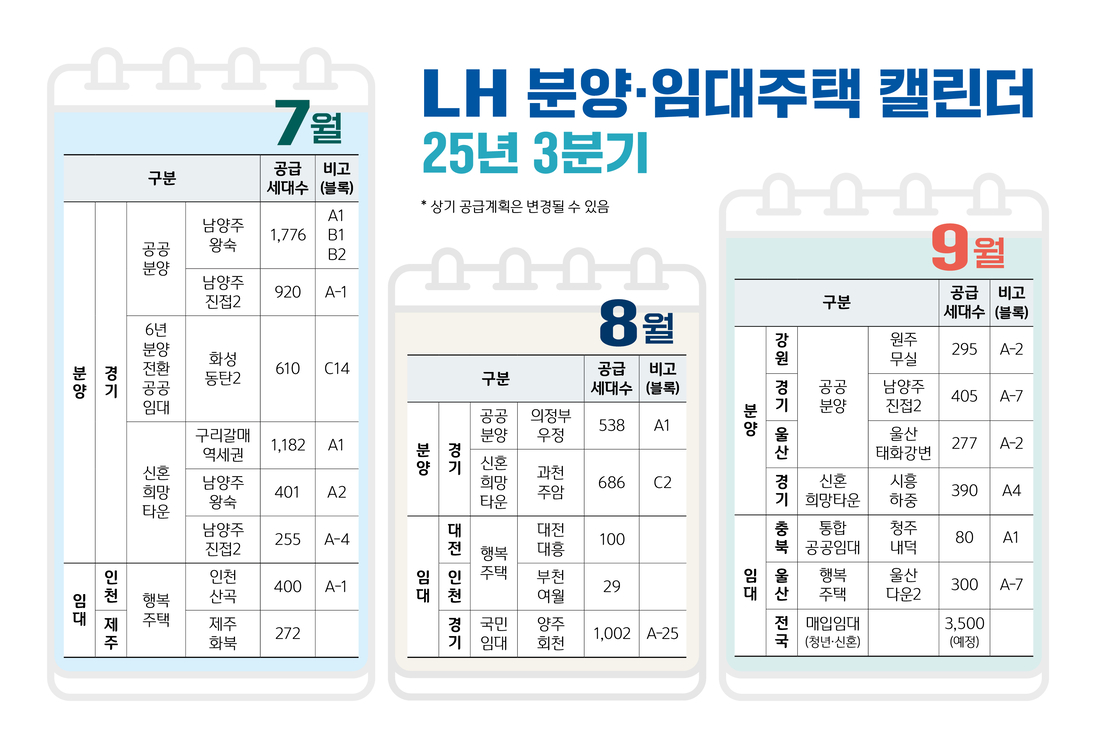 LH 분양·임대주택 캘린더
25년 3분기
* 상기 공급계획은 변경될 수 있음
7월
구분 공급 세대수 비고 (블록)
분양 경기 공공 분양 남양주 왕숙 1,776 A1 B1 B2
남양주 진접2 920 A-1
6년 분양 전환 공공 임대 화성 동탄2 610 C14
신혼 희망 타운 구리갈매 역세권 1,182 A1
남양주 왕숙 401 A2
남양주 진접2 255 A-4
임대 인천 행복 주택 인천 산곡 400 A-1
제주 제주 화북 272
8월
구분 공급 세대수 비고 (블록)
분양 경기 공공 분양 의정부 우정 538 A1
신혼 희망 타운 과천 주암 686 C2
임대 대전 행복 주택 대전 대흥 100
인천 부천 여월 29
경기 국민 임대 양주 회천 1,002 A-25
9월
구분 공급 세대수 비고 (블록)
분양 강원 공공 분양 원주 무실 295 A-2
경기 남양주 진접2 405 A-7
울산 울산 태화강변 277 A-2
경기 신혼 희망타운 시흥 하중 390 A4
임대 충북 통합 공공임대 청주 내덕 80 A1
울산 행복 주택 울산 다운2 300 A-7
전국 매입임대 (청년·신혼) 3,500 (예정)